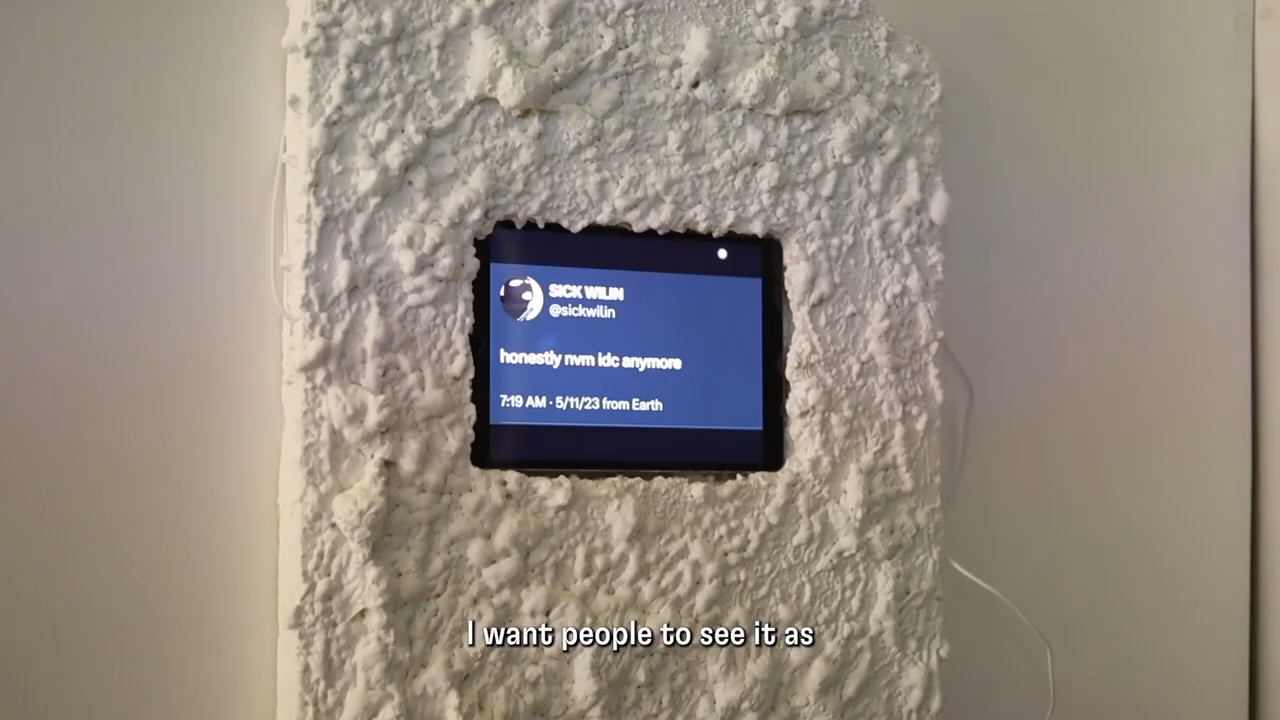 SICK WILIN
@sickwilin
honestly nvm idc anymore
7:19 AM · 5/11/23 from Earth
I want people to see it as